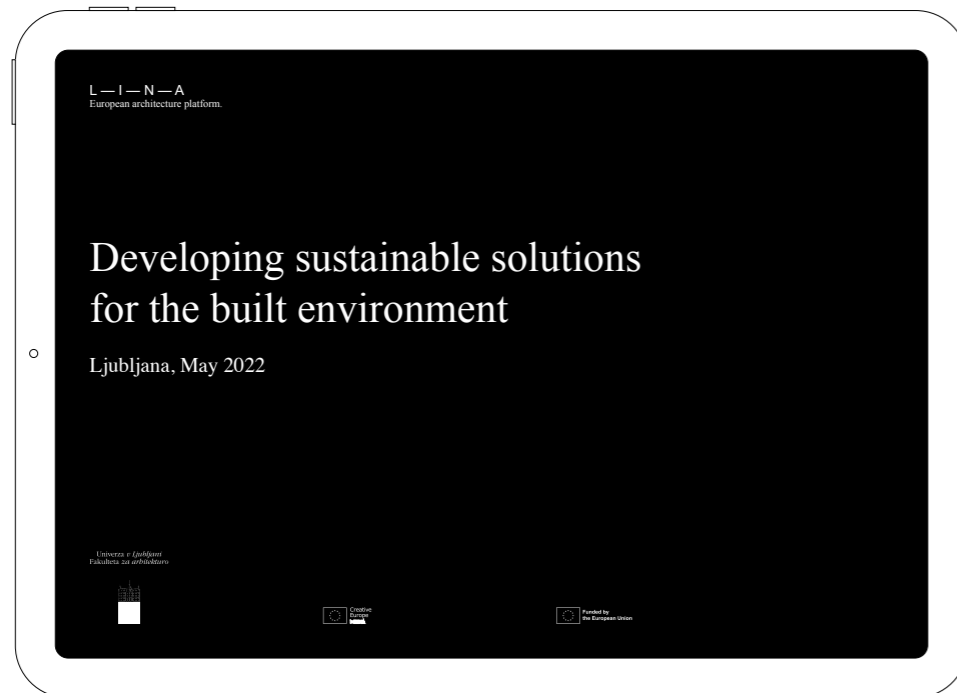 L—I—N—A
European architecture platform.
Developing sustainable solutions
for the built environment
Ljubljana, May 2022
Univerza v Ljubljani
Fakulteta za arhitekturo
Creative
Europe
Funded by
the European Union